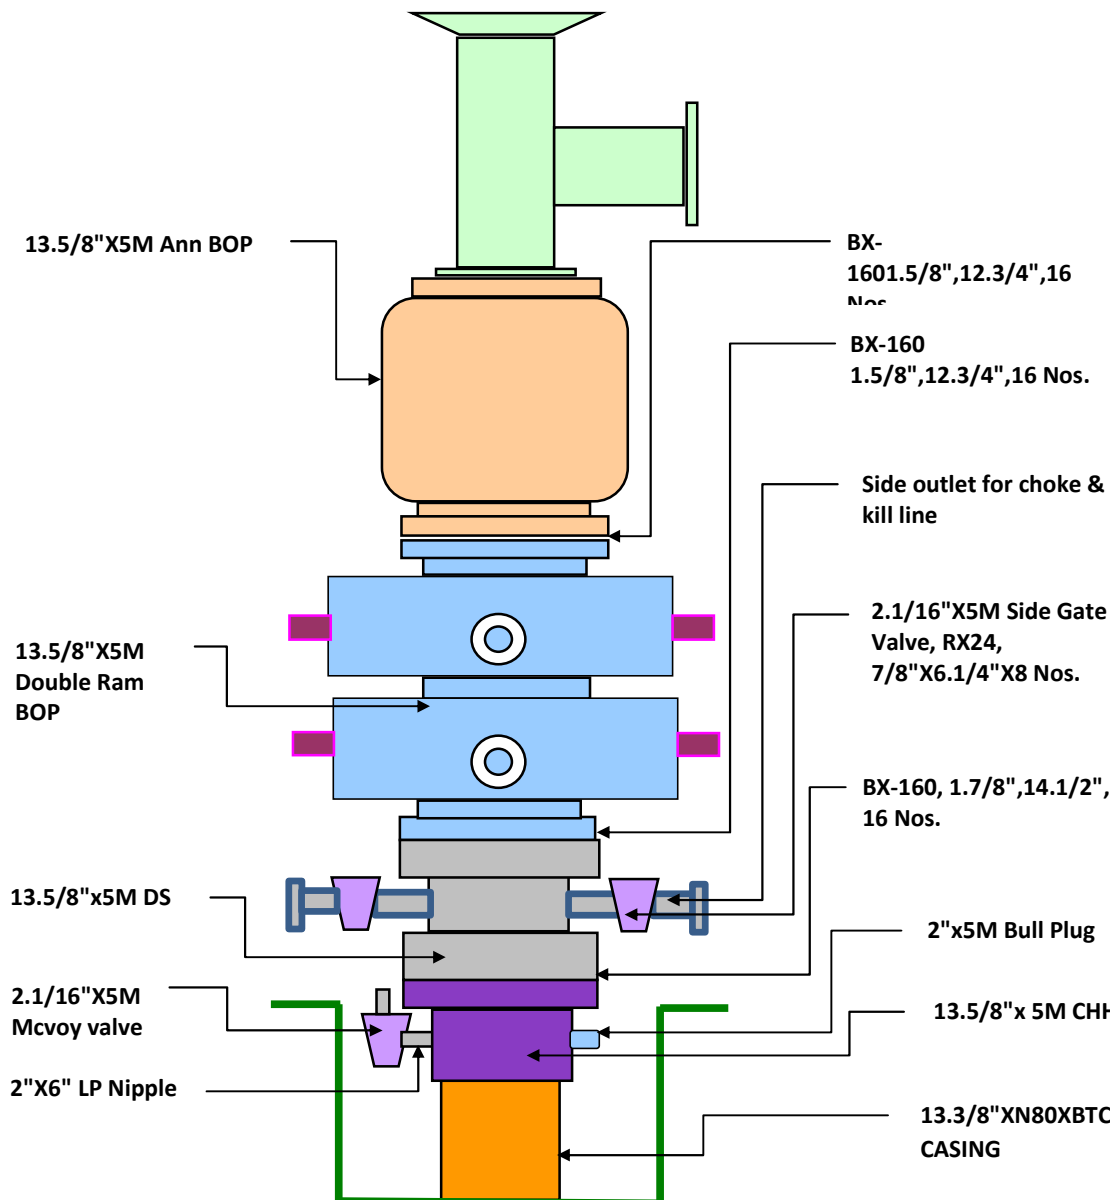 13.5/8"X5M Ann BOP
BX-
1601.5/8",12.3/4",16
Nos.
BX-160
1.5/8",12.3/4",16 Nos.
Side outlet for choke &
kill line
2.1/16"X5M Side Gate
Valve, RX24,
7/8"X6.1/4"X8 Nos.
13.5/8"X5M
Double Ram
BOP
BX-160, 1.7/8",14.1/2",
16 Nos.
13.5/8"x5M DS
2"x5M Bull Plug
2.1/16"X5M
Mcvoy valve
13.5/8"x 5M CHH
2"X6" LP Nipple
13.3/8"XN80XBTC
CASING